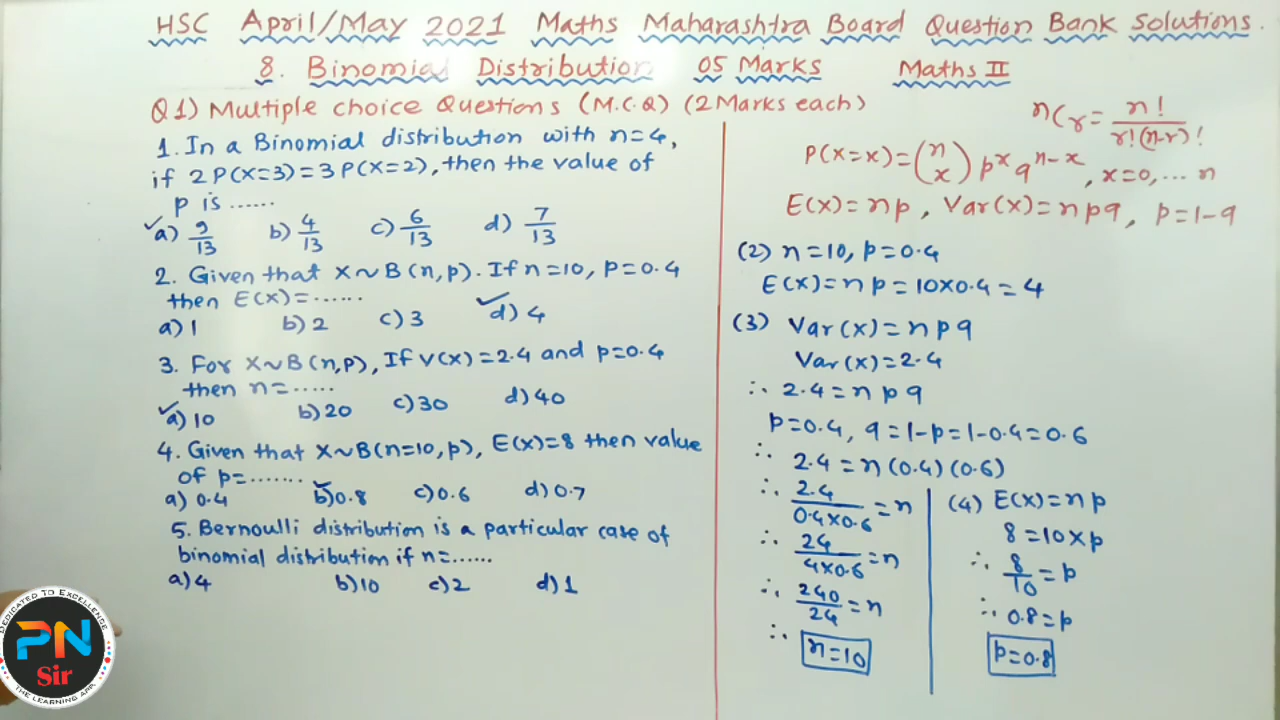 HSC April/May 2021 Maths Maharashtra Board Question Bank Solutions.
8. Binomial Distribution 05 Marks Maths II
Q1) Multiple choice Questions (M.C.Q) (2 Marks each)
1. In a Binomial distribution with n=4,
if 2P(X=3)=3P(X=2), then the value of
p is ......
✓a) 9/13 b) 4/13 c) 6/13 d) 7/13
2. Given that X~B(n,p). If n=10, p=0.4
then E(x)=......
a) 1 b) 2 c) 3 ✓d) 4
3. For X~B(n,p), If V(x)=2.4 and p=0.4
then n=.....
✓a) 10 b) 20 c) 30 d) 40
4. Given that X~B(n=10,p), E(x)=8 then value
of p=.......
a) 0.4 ✓b) 0.8 c) 0.6 d) 0.7
5. Bernoulli distribution is a particular case of
binomial distribution if n=......
a) 4 b) 10 c) 2 d) 1
nCr = n!/r!(n-r)!
P(X=x) = (n x) p^x q^n-x, x=0,... n
E(x)=np, Var(x)=npq, p=1-q
(2) n=10, p=0.4
E(x)=np=10×0.4=4
(3) Var(x)=npq
Var(x)=2.4
∴ 2.4=npq
p=0.4, q=1-p=1-0.4=0.6
∴ 2.4=n(0.4)(0.6)
∴ 2.4/0.4×0.6=n
∴ 24/4×0.6=n
∴ 240/24=n
∴ n=10
(4) E(x)=np
8=10×p
∴ 8/10=p
∴ 0.8=p
p=0.8
DEDICATED TO EXCELLENCE
PN
Sir
THE LEARNING APP